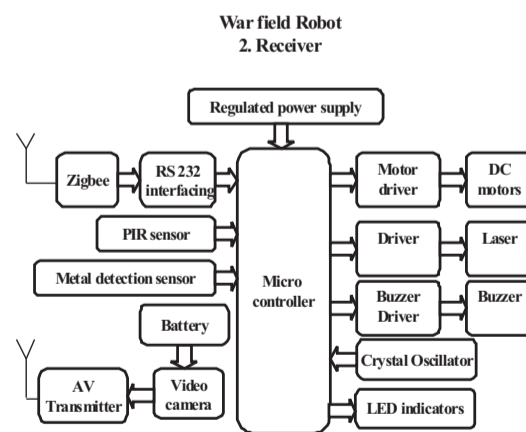 War field Robot
2. Receiver
Regulated power supply
Zigbee
RS 232
interfacing
PIR sensor
Metal detection sensor
Battery
AV
Transmitter
Video
camera
Micro
controller
Motor
driver
DC
motors
Driver
Laser
Buzzer
Driver
Buzzer
Crystal Oscillator
LED indicators